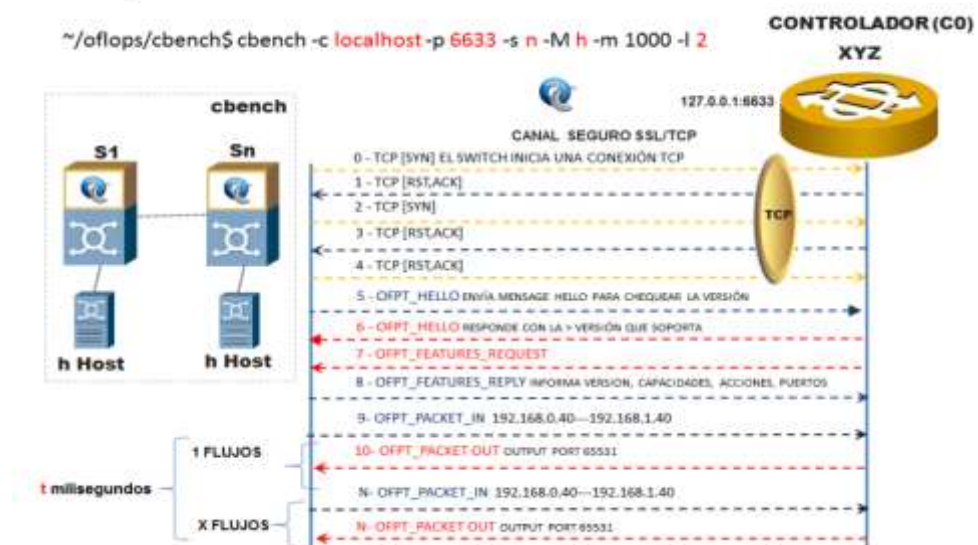 CONTROLADOR (C0)
~/oflops/cbench$ cbench -c localhost -p 6633 -s n -M h -m 1000 -l 2
XYZ
cbench
127.0.0.1:6633
CANAL SEGURO SSL/TCP
S1
Sn
0 - TCP [SYN] EL SWITCH INICIA UNA CONEXIÓN TCP
1 - TCP [RST,ACK]
2 - TCP [SYN]
TCP
3 - TCP [RST,ACK]
4 - TCP [RST,ACK]
5 - OFPT_HELLO ENVÍA MENSAGE HELLO PARA CHEQUEAR LA VERSIÓN
6 - OFPT_HELLO RESPONDE CON LA > VERSIÓN QUE SOPORTA
h Host
h Host
7 - OFPT_FEATURES_REQUEST
8 - OFPT_FEATURES_REPLY INFORMA VERSION, CAPACIDADES, ACCIONES, PUERTOS
9- OFPT_PACKET_IN 192.168.0.40---192.168.1.40
1 FLUJOS
10- OFPT_PACKET OUT OUTPUT PORT 65531
t milisegundos
N- OFPT_PACKET_IN 192.168.0.40---192.168.1.40
X FLUJOS
N- OFPT_PACKET OUT OUTPUT PORT 65531